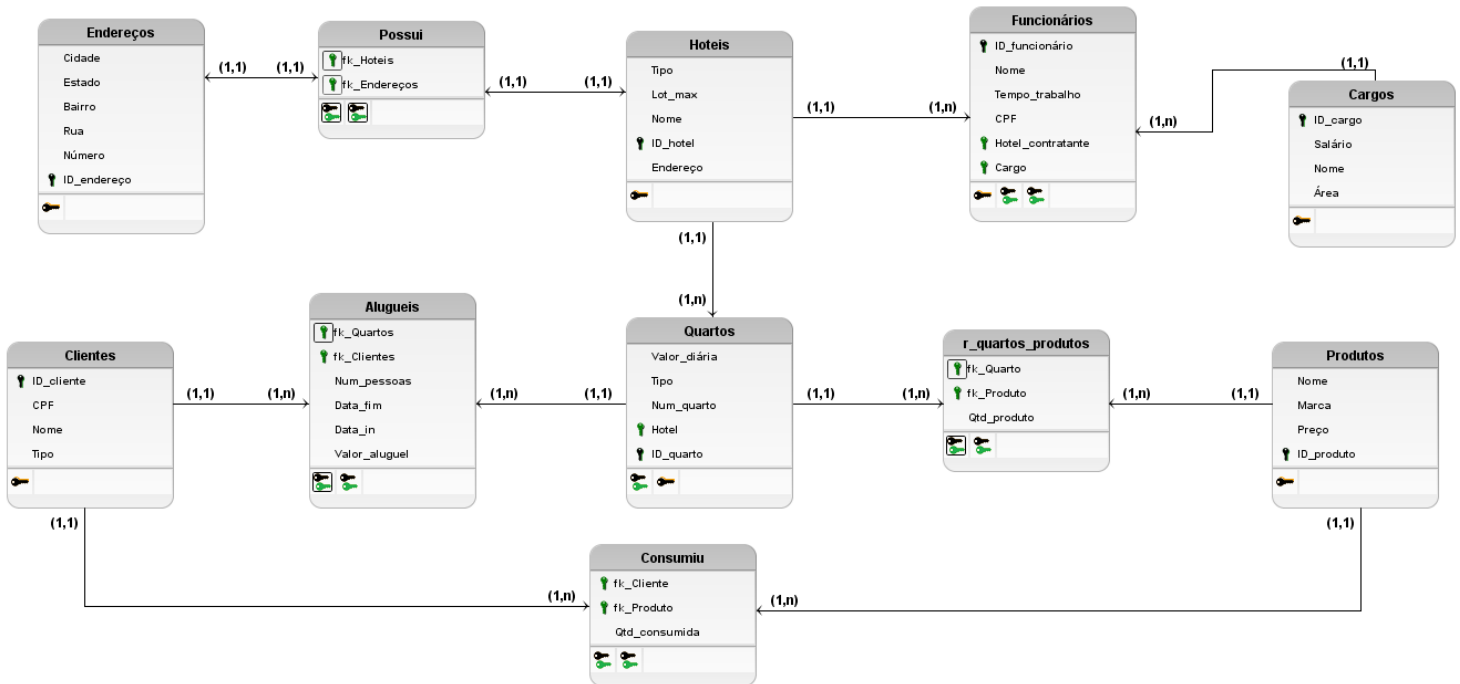 Endereços
Cidade
Estado
Bairro
Rua
Número
ID_endereço
(1,1)
(1,1)
Possui
fk_Hoteis
fk_Endereços
(1,1)
(1,1)
Hoteis
Tipo
Lot_max
Nome
ID_hotel
Endereço
(1,1)
(1,n)
Funcionários
ID_funcionário
Nome
Tempo_trabalho
CPF
Hotel_contratante
Cargo
(1,n)
(1,1)
Cargos
ID_cargo
Salário
Nome
Área
(1,1)
(1,n)
Clientes
ID_cliente
CPF
Nome
Tipo
(1,1)
(1,n)
Alugueis
fk_Quartos
fk_Clientes
Num_pessoas
Data_fim
Data_in
Valor_aluguel
(1,n)
(1,1)
Quartos
Valor_diária
Tipo
Num_quarto
Hotel
ID_quarto
(1,1)
(1,n)
r_quartos_produtos
fk_Quarto
fk_Produto
Qtd_produto
(1,n)
(1,1)
Produtos
Nome
Marca
Preço
ID_produto
(1,1)
(1,n)
Consumiu
fk_Cliente
fk_Produto
Qtd_consumida
(1,n)
(1,1)